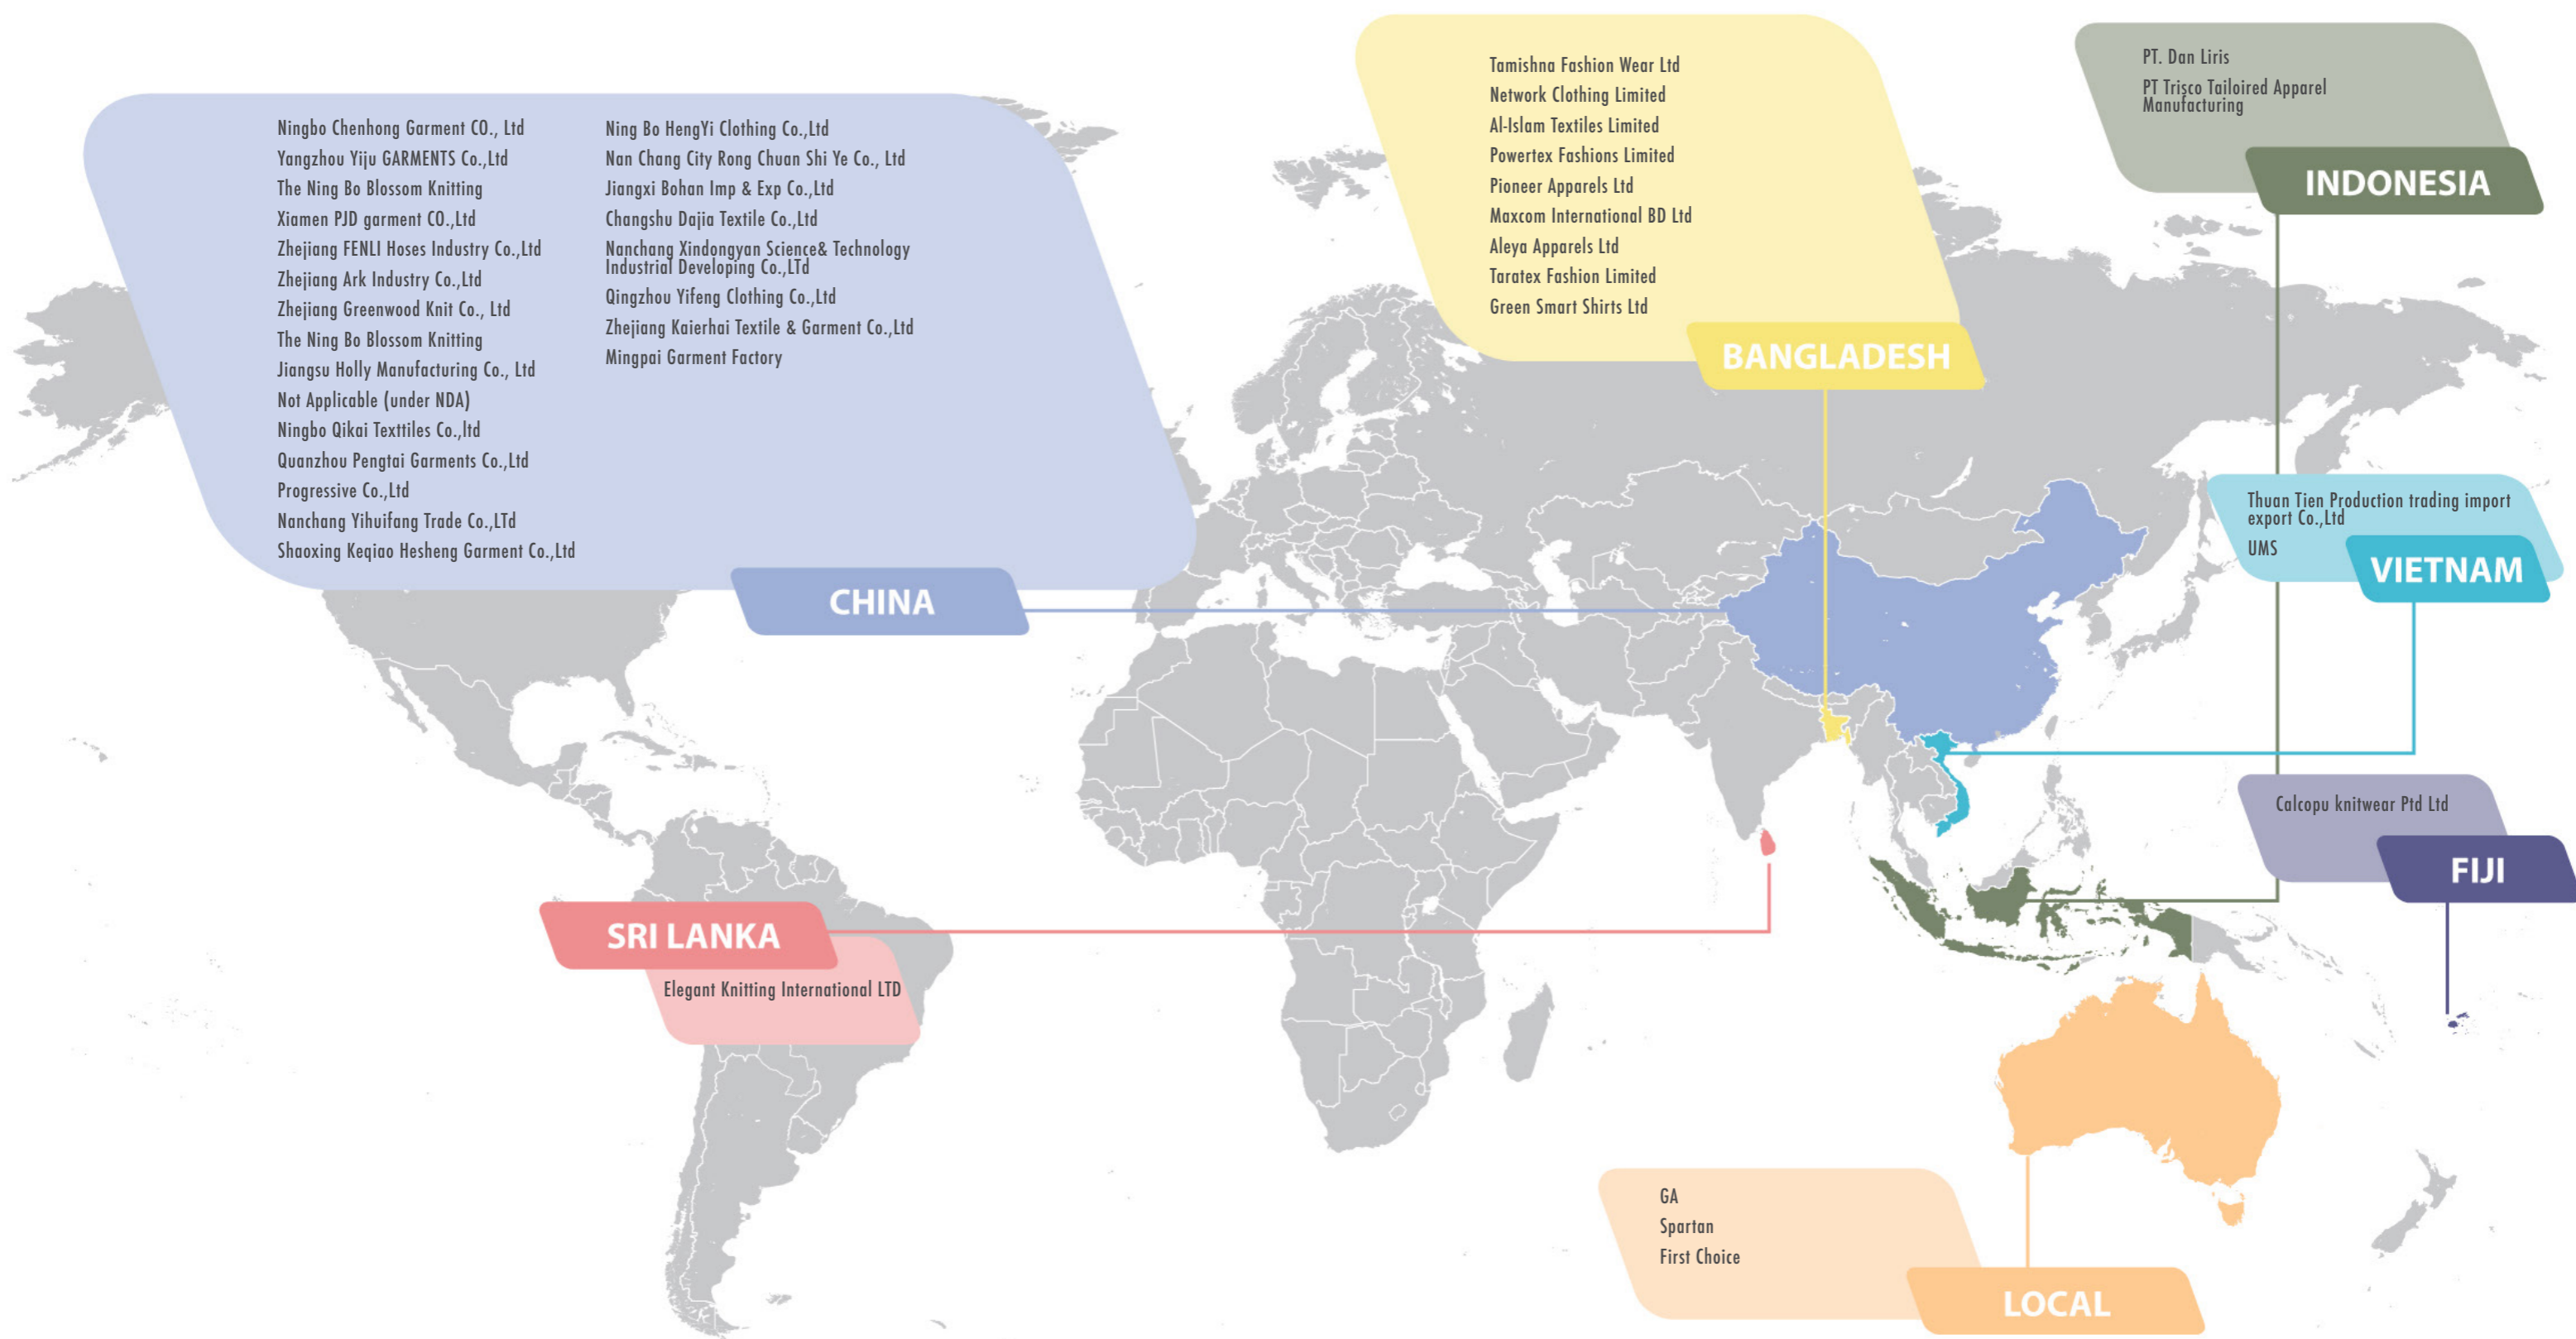 Ningbo Chenhong Garment CO., Ltd
Yangzhou Yiju GARMENTS Co.,Ltd
The Ning Bo Blossom Knitting
Xiamen PJD garment CO.,Ltd
Zhejiang FENLI Hoses Industry Co.,Ltd
Zhejiang Ark Industry Co.,Ltd
Zhejiang Greenwood Knit Co., Ltd
The Ning Bo Blossom Knitting
Jiangsu Holly Manufacturing Co., Ltd
Not Applicable (under NDA)
Ningbo Qikai Texttiles Co.,ltd
Quanzhou Pengtai Garments Co.,Ltd
Progressive Co.,Ltd
Nanchang Yihuifang Trade Co.,LTd
Shaoxing Keqiao Hesheng Garment Co.,Ltd
Ning Bo HengYi Clothing Co.,Ltd
Nan Chang City Rong Chuan Shi Ye Co., Ltd
Jiangxi Bohan Imp & Exp Co.,Ltd
Changshu Dajia Textile Co.,Ltd
Nanchang Xindongyan Science& Technology
Industrial Developing Co.,LTd
Qingzhou Yifeng Clothing Co.,Ltd
Zhejiang Kaierhai Textile & Garment Co.,Ltd
Mingpai Garment Factory
CHINA
Tamishna Fashion Wear Ltd
Network Clothing Limited
Al-Islam Textiles Limited
Powertex Fashions Limited
Pioneer Apparels Ltd
Maxcom International BD Ltd
Aleya Apparels Ltd
Taratex Fashion Limited
Green Smart Shirts Ltd
BANGLADESH
PT. Dan Liris
PT Trisco Tailoired Apparel
Manufacturing
INDONESIA
Thuan Tien Production trading import
export Co.,Ltd
UMS
VIETNAM
Calcopu knitwear Ptd Ltd
FIJI
SRI LANKA
Elegant Knitting International LTD
GA
Spartan
First Choice
LOCAL